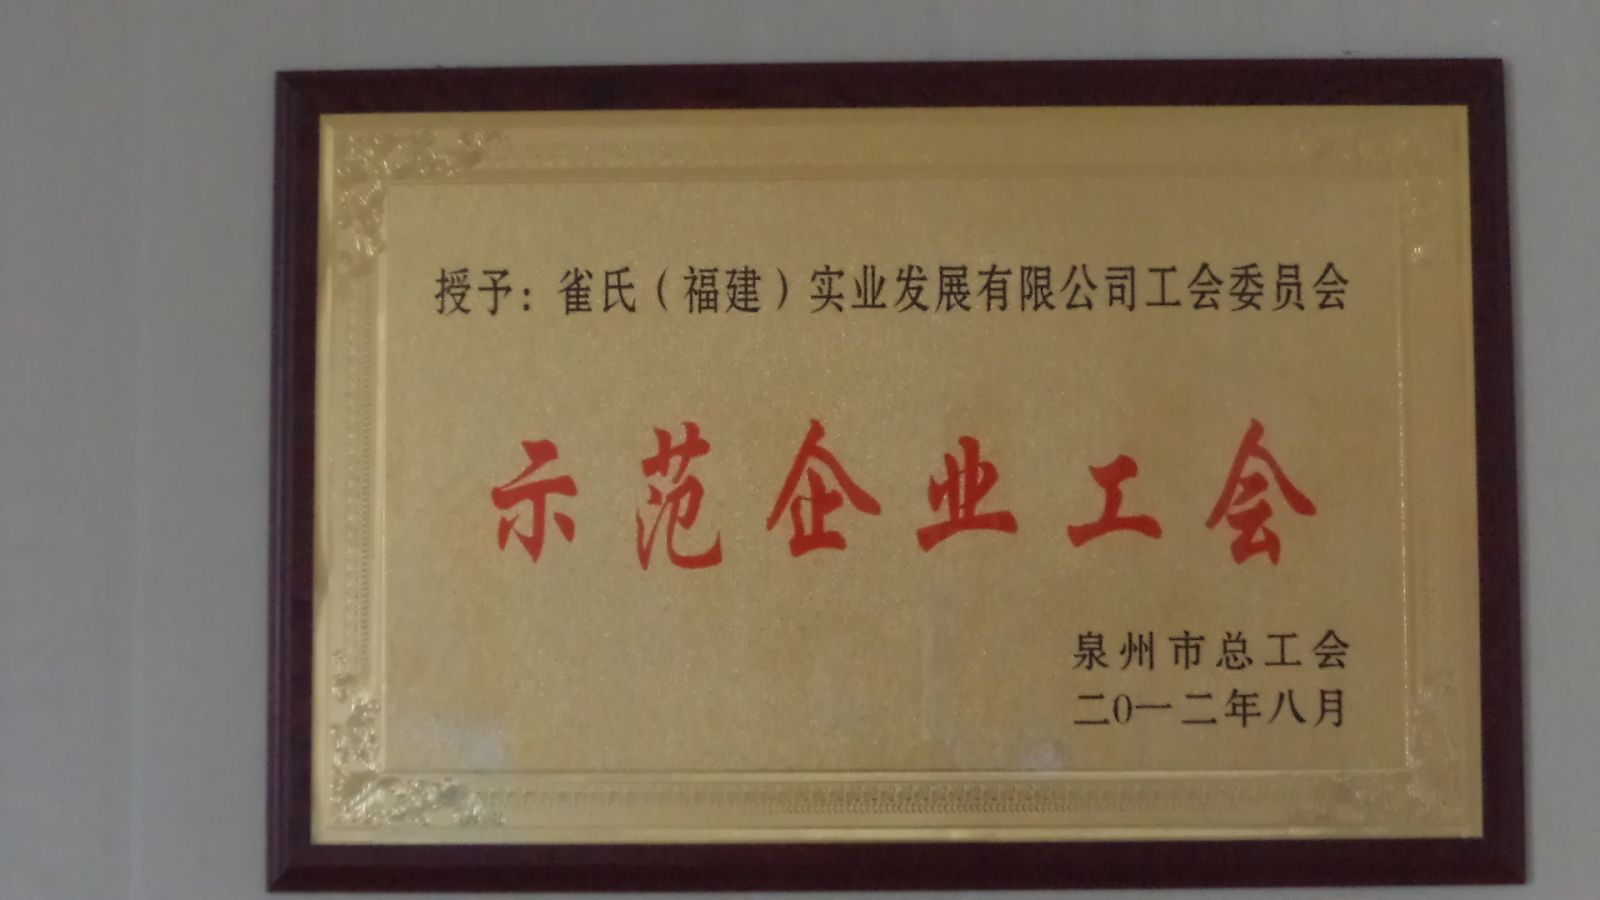 授予：雀氏（福建）实业发展有限公司工会委员会
示范企业工会
泉州市总工会
二0一二年八月